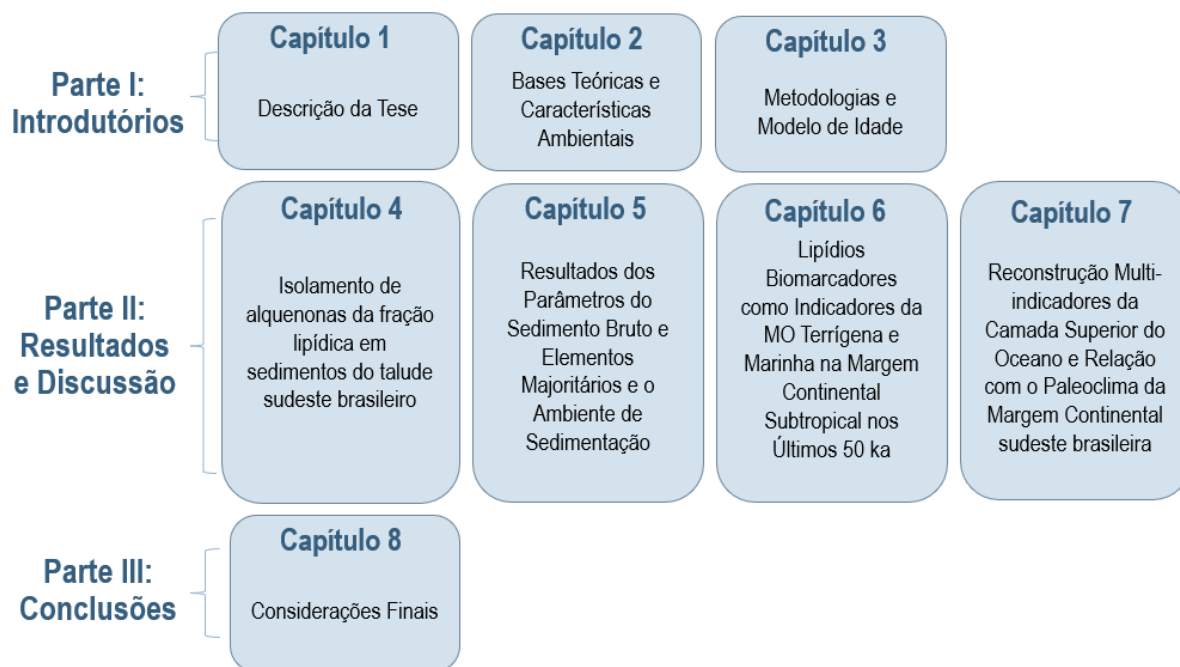 Parte I:
Introdutórios
Capítulo 1
Descrição da Tese
Capítulo 2
Bases Teóricas e
Características
Ambientais
Capítulo 3
Metodologias e
Modelo de Idade
Parte II:
Resultados
e Discussão
Capítulo 4
Isolamento de
alquenonas da fração
lipídica em
sedimentos do talude
sudeste brasileiro
Capítulo 5
Resultados dos
Parâmetros do
Sedimento Bruto e
Elementos
Majoritários e o
Ambiente de
Sedimentação
Capítulo 6
Lipídios
Biomarcadores
como Indicadores da
MO Terrígena e
Marinha na Margem
Continental
Subtropical nos
Últimos 50 ka
Capítulo 7
Reconstrução Multi-
indicadores da
Camada Superior do
Oceano e Relação
com o Paleoclima da
Margem Continental
sudeste brasileira
Parte III:
Conclusões
Capítulo 8
Considerações Finais